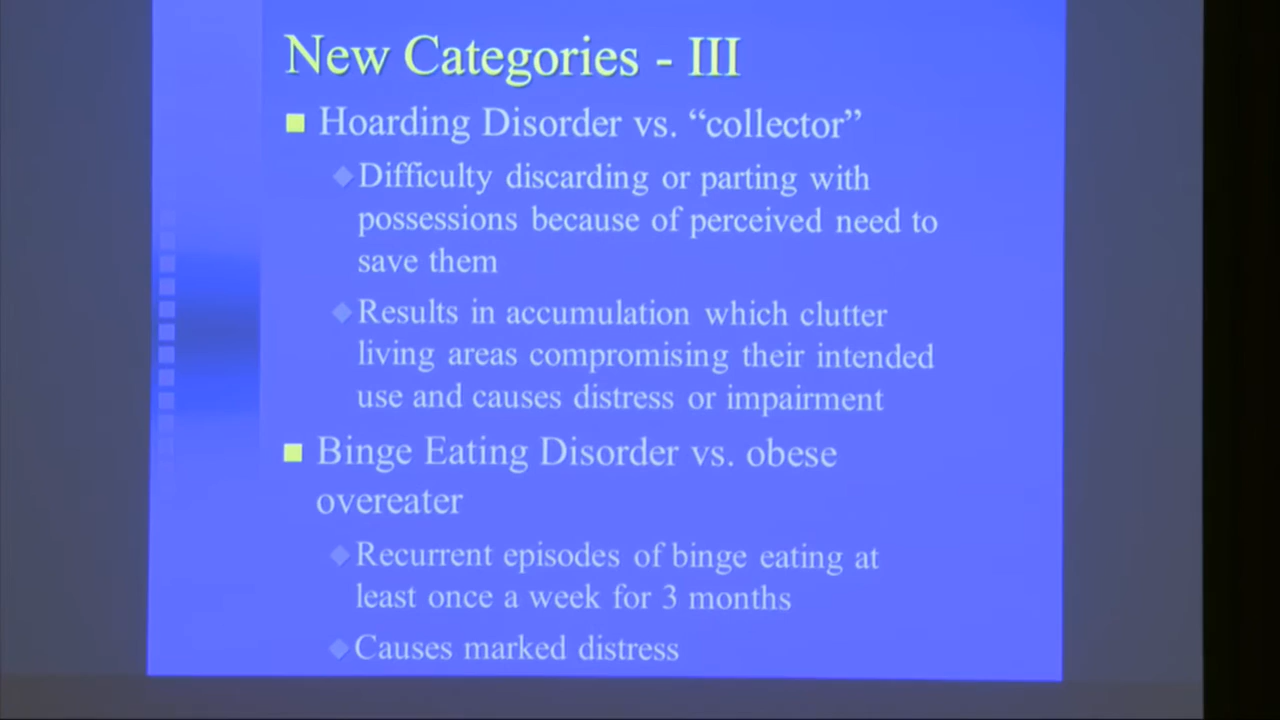 New Categories - III
Hoarding Disorder vs. “collector”
Difficulty discarding or parting with
possessions because of perceived need to
save them
Results in accumulation which clutter
living areas compromising their intended
use and causes distress or impairment
Binge Eating Disorder vs. obese
overeater
Recurrent episodes of binge eating at
least once a week for 3 months
Causes marked distress